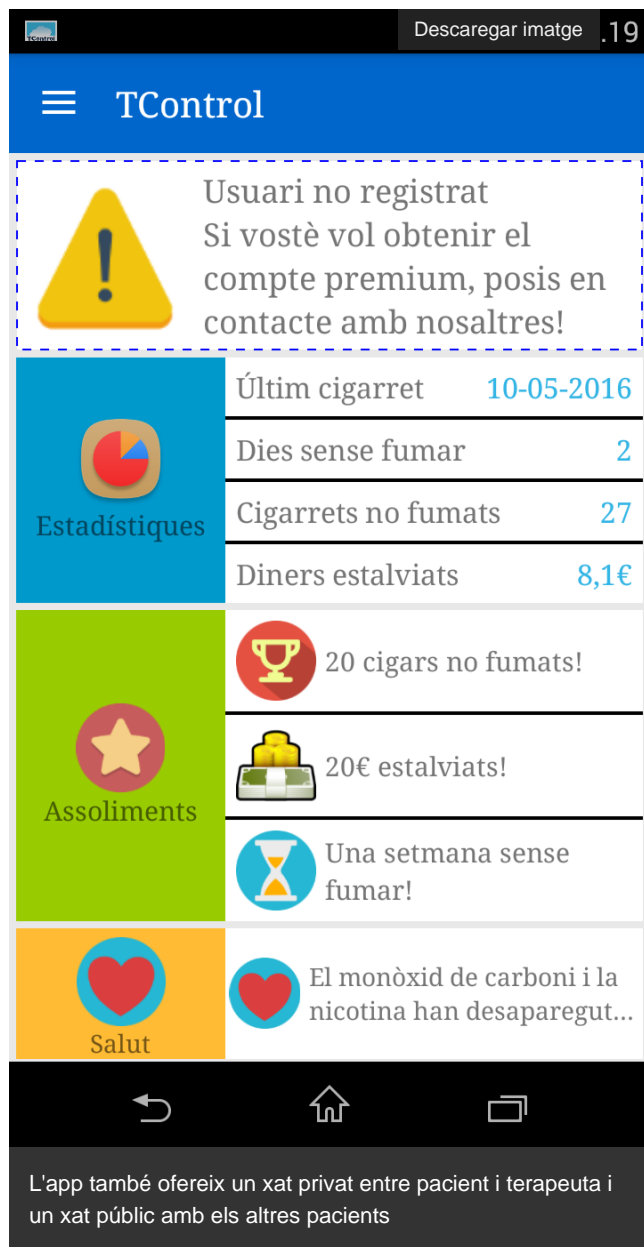 TControl
Descaregar imatge
.19
TControl
Usuari no registrat
Si vostè vol obtenir el
compte premium, posis en
contacte amb nosaltres!
Estadístiques
Últim cigarret 10-05-2016
Dies sense fumar 2
Cigarrets no fumats 27
Diners estalviats 8,1€
Assoliments
20 cigars no fumats!
20€ estalviats!
Una setmana sense
fumar!
Salut
El monòxid de carboni i la
nicotina han desaparegut...
L'app també ofereix un xat privat entre pacient i terapeuta i
un xat públic amb els altres pacients